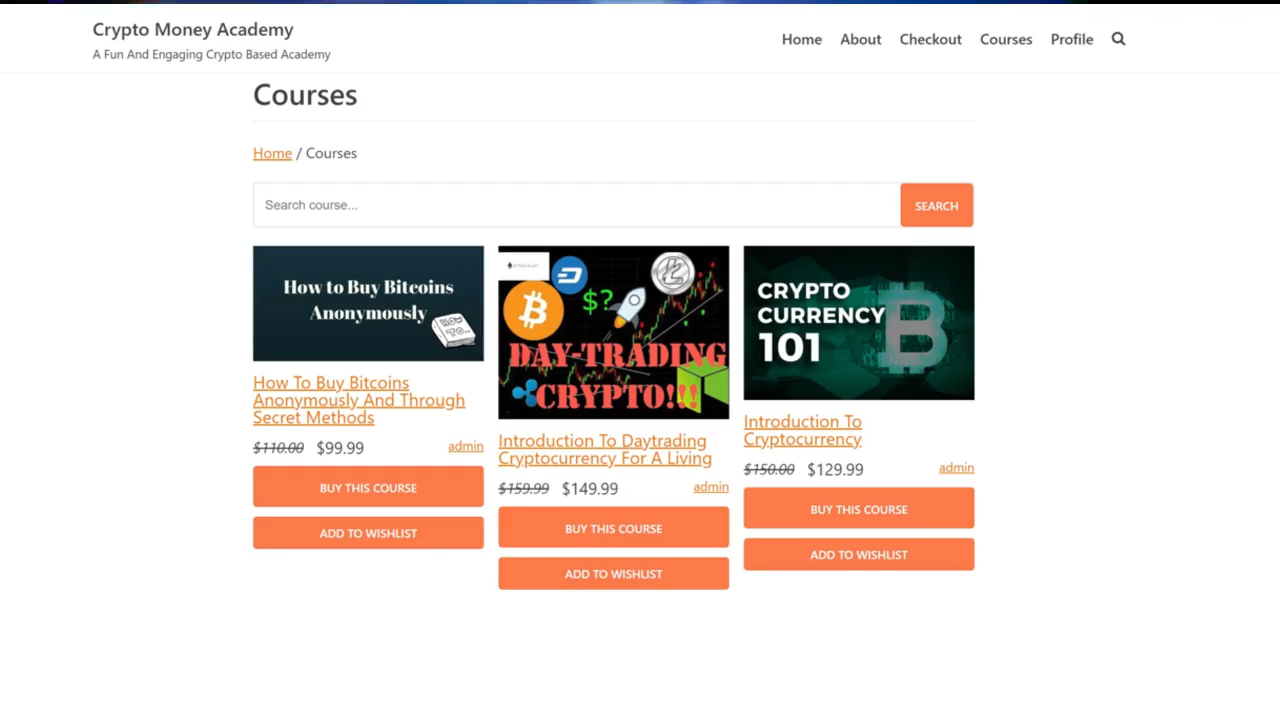 Crypto Money Academy
A Fun And Engaging Crypto Based Academy
Home About Checkout Courses Profile
Courses
Home / Courses
Search course...
SEARCH
How to Buy Bitcoins
Anonymously
HOW
TO..
How To Buy Bitcoins
Anonymously And Through
Secret Methods
$110.00 $99.99 admin
BUY THIS COURSE
ADD TO WISHLIST
ethereum
$?
DAY-TRADING
CRYPTO!!!
Introduction To Daytrading
Cryptocurrency For A Living
$159.99 $149.99 admin
BUY THIS COURSE
ADD TO WISHLIST
CRYPTO
CURRENCY
101
Introduction To
Cryptocurrency
$150.00 $129.99 admin
BUY THIS COURSE
ADD TO WISHLIST